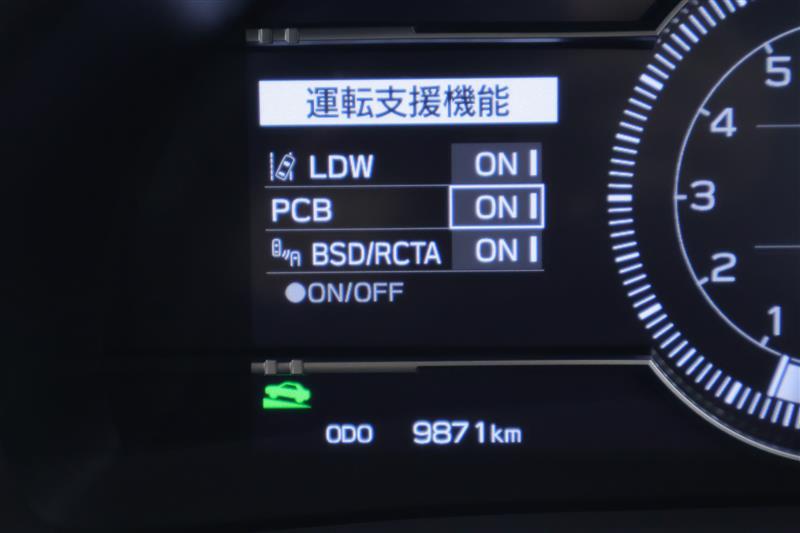 運転支援機能
LDW ON
PCB ON
BSD/RCTA ON
●ON/OFF
ODO 9871km
5
4
3
2
1